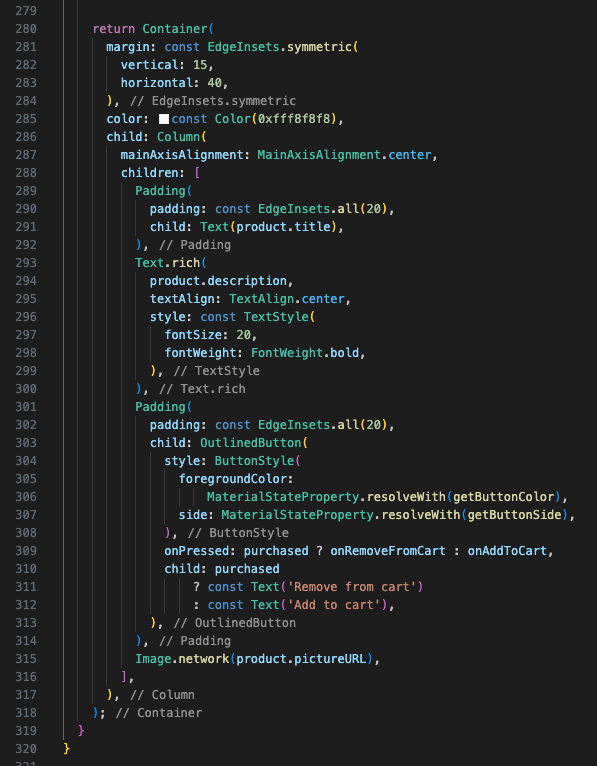 279
280 return Container(
281 margin: const EdgeInsets.symmetric(
282 vertical: 15,
283 horizontal: 40,
284 ), // EdgeInsets.symmetric
285 color: const Color(0xfff8f8f8),
286 child: Column(
287 mainAxisAlignment: MainAxisAlignment.center,
288 children: [
289 Padding(
290 padding: const EdgeInsets.all(20),
291 child: Text(product.title),
292 ), // Padding
293 Text.rich(
294 product.description,
295 textAlign: TextAlign.center,
296 style: const TextStyle(
297 fontSize: 20,
298 fontWeight: FontWeight.bold,
299 ), // TextStyle
300 ), // Text.rich
301 Padding(
302 padding: const EdgeInsets.all(20),
303 child: OutlinedButton(
304 style: ButtonStyle(
305 foregroundColor:
306 MaterialStateProperty.resolveWith(getButtonColor),
307 side: MaterialStateProperty.resolveWith(getButtonSide),
308 ), // ButtonStyle
309 onPressed: purchased ? onRemoveFromCart : onAddToCart,
310 child: purchased
311 ? const Text('Remove from cart')
312 : const Text('Add to cart'),
313 ), // OutlinedButton
314 ), // Padding
315 Image.network(product.pictureURL),
316 ],
317 ), // Column
318 ); // Container
319 }
320 }
321